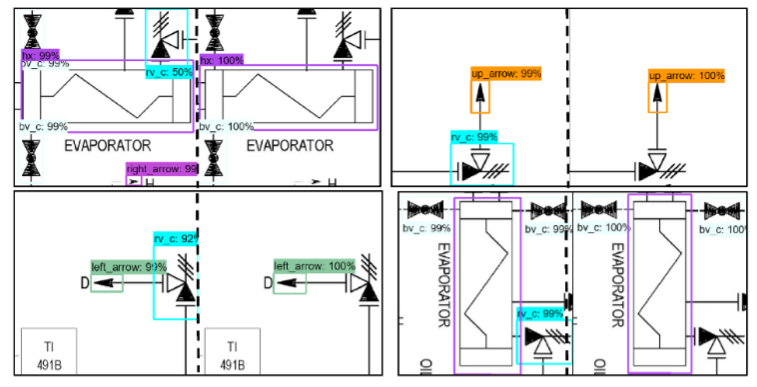 hx: 99%
bv_c: 99%
rv_c: 50%
hx: 100%
bv_c: 99%
bv_c: 100%
EVAPORATOR
EVAPORATOR
right_arrow: 99
up_arrow: 99%
up_arrow: 100%
rv_c: 99%
rv_c: 92%
left_arrow: 99%
left_arrow: 100%
D
D
TI
491B
TI
491B
bv_c: 99%
bv_c: 99%
bv_c: 100%
bv_c: 100
EVAPORATOR
EVAPORATOR
rv_c: 99%
OIL
OIL